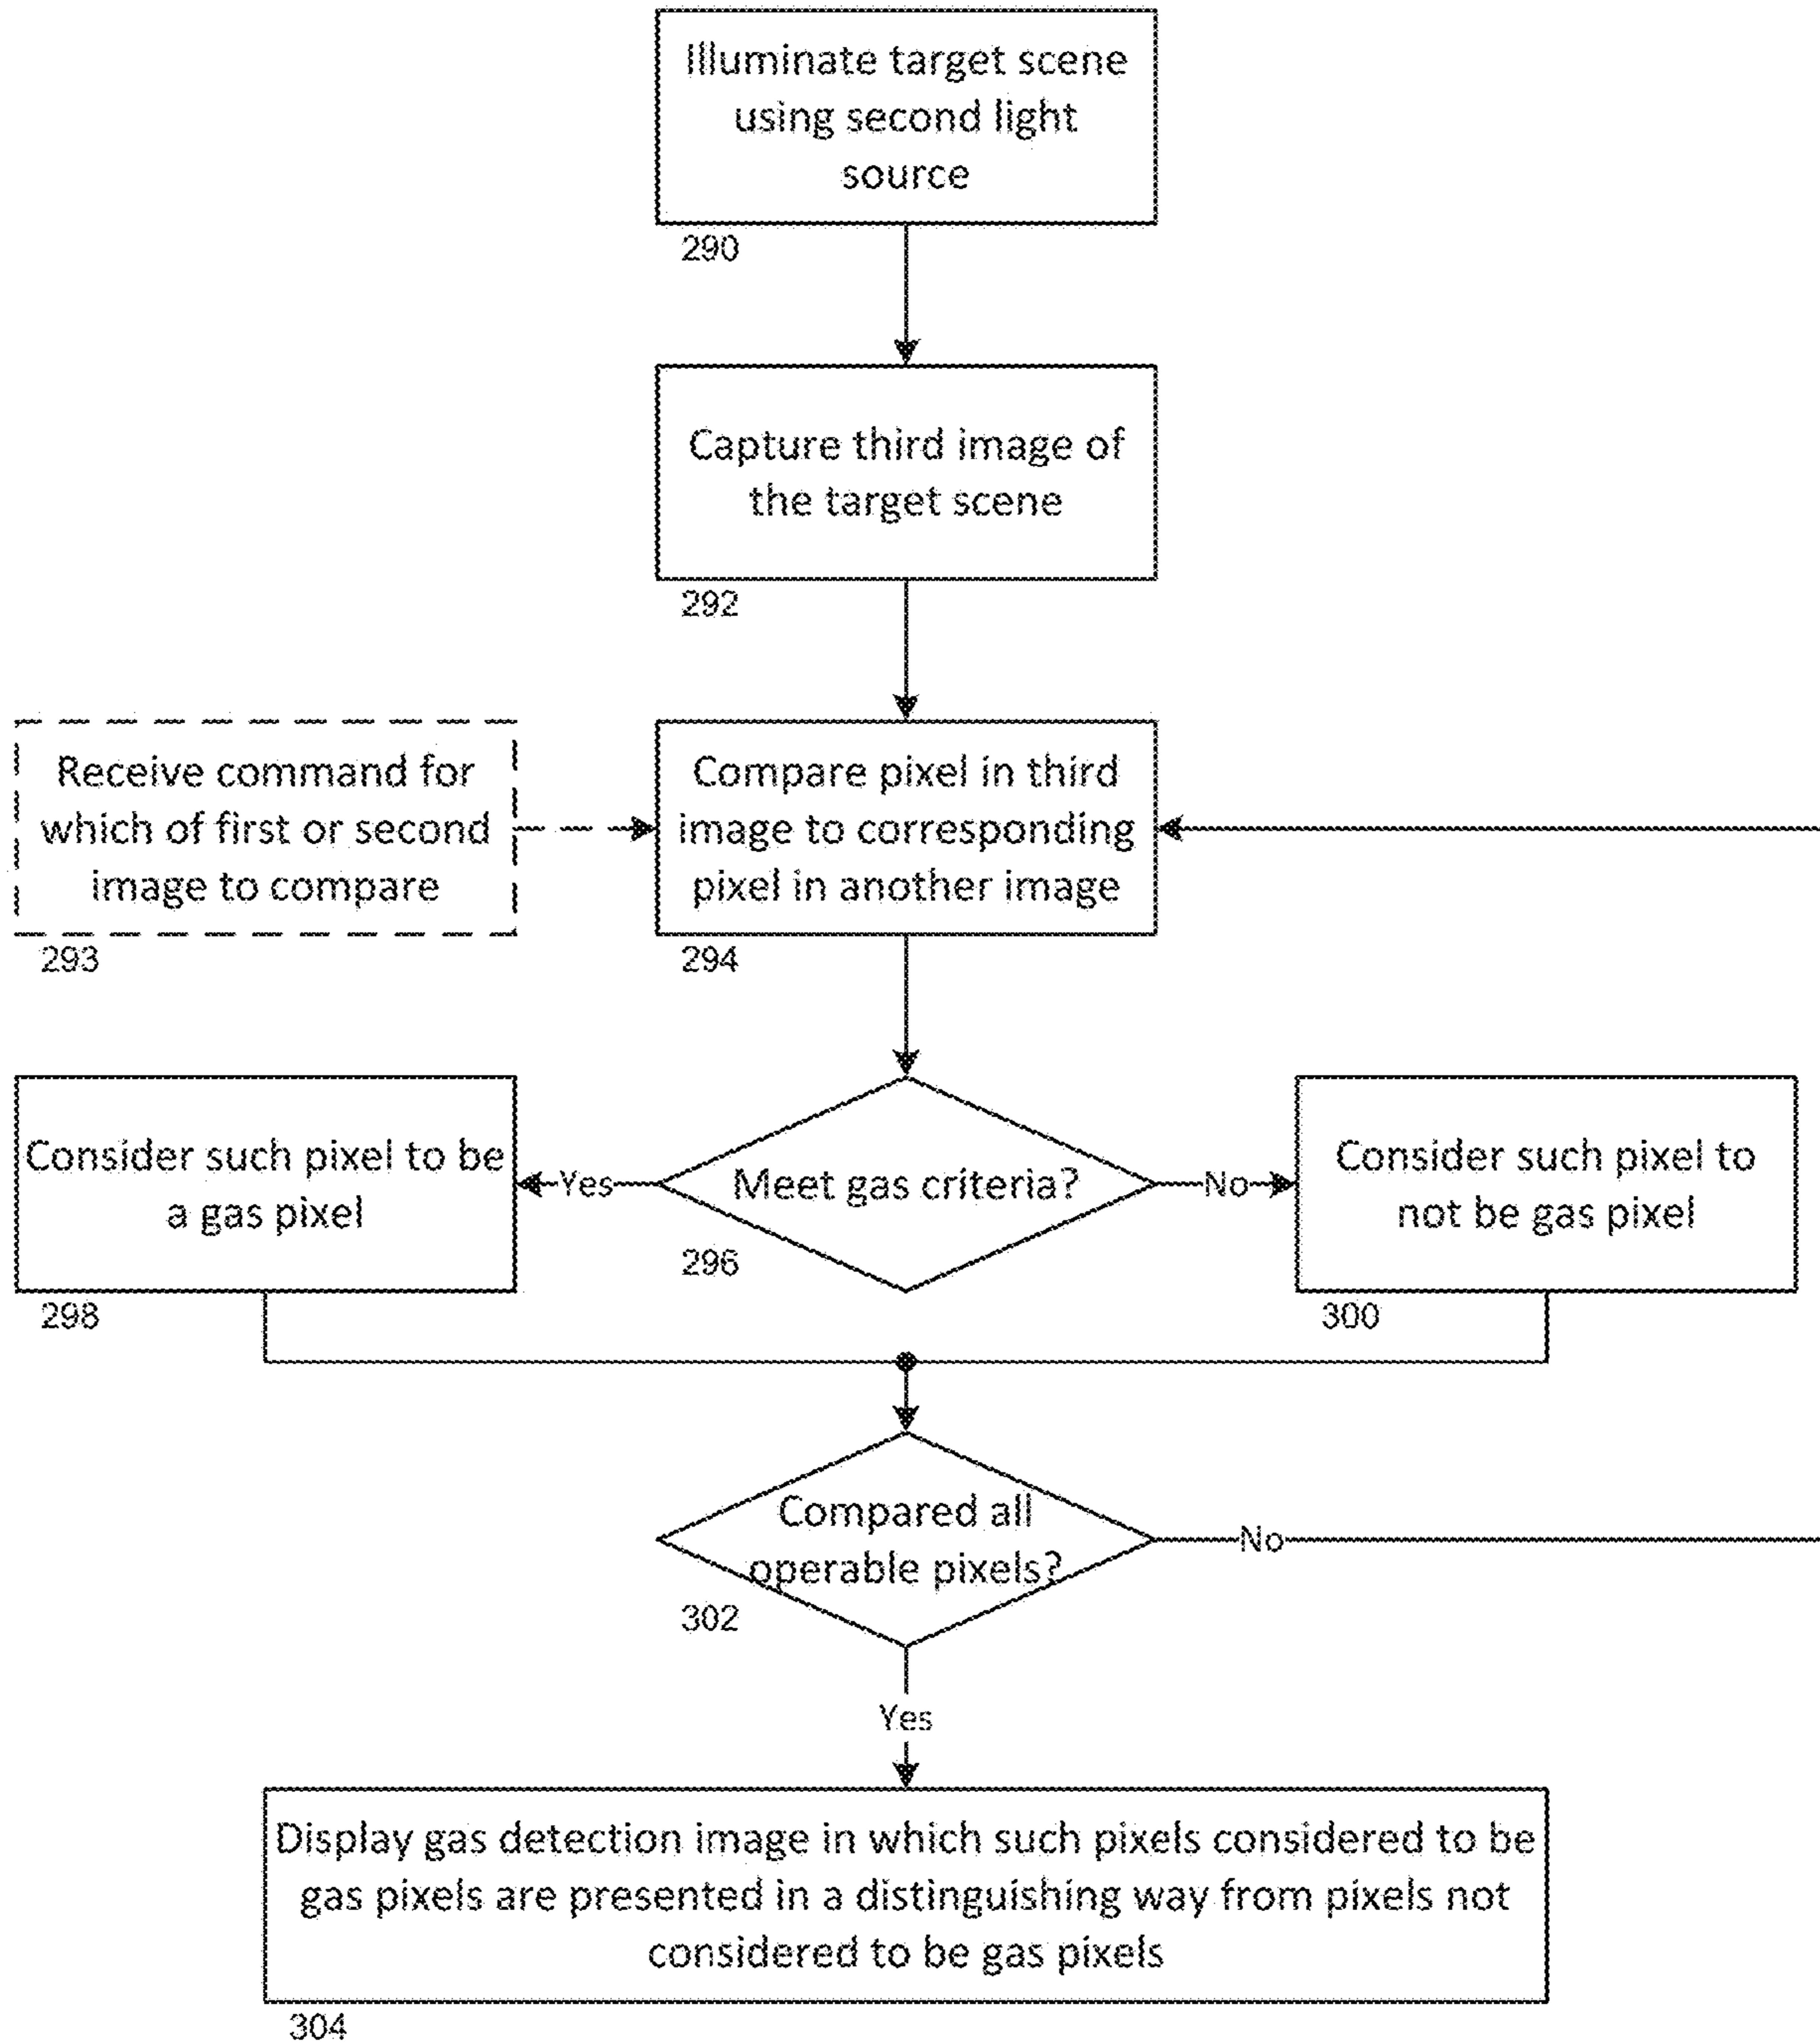 Illuminate target scene
using second light
source
290
Capture third image of
the target scene
292
Receive command for
which of first or second
image to compare
293
Compare pixel in third
image to corresponding
pixel in another image
294
Consider such pixel to be
a gas pixel
298
Yes
Meet gas criteria?
296
No
Consider such pixel to
not be gas pixel
300
Compared all
operable pixels?
302
No
Yes
Display gas detection image in which such pixels considered to be
gas pixels are presented in a distinguishing way from pixels not
considered to be gas pixels
304